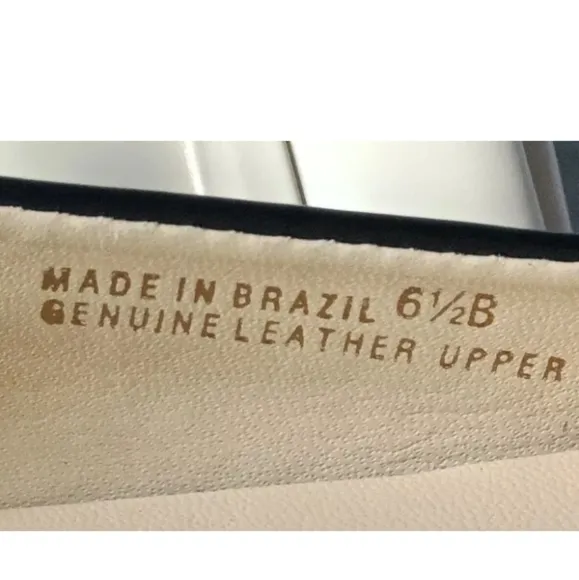 MADE IN BRAZIL 6½B
GENUINE LEATHER UPPER